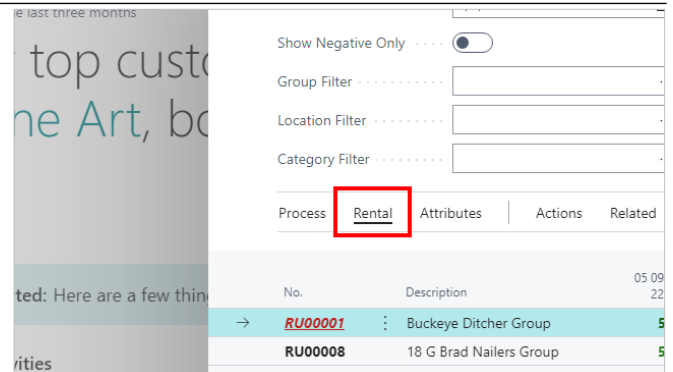 e last three months
top custo
ne Art, bo
ted: Here are a few thin
vities
Show Negative Only
Group Filter
Location Filter
Category Filter
Process Rental Attributes Actions Related
No. Description 05 09
22
RU00001 Buckeye Ditcher Group 5
RU00008 18 G Brad Nailers Group 5